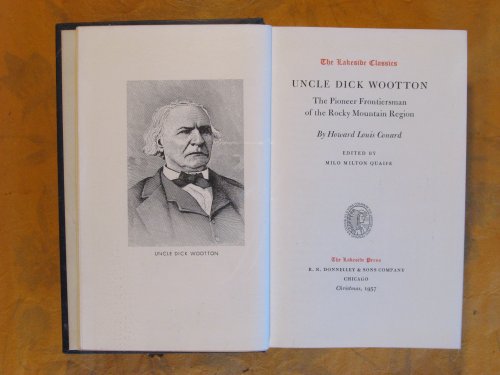 UNCLE DICK WOOTTON
The Lakeside Classics
UNCLE DICK WOOTTON
The Pioneer Frontiersman
of the Rocky Mountain Region
By Howard Louis Conard
EDITED BY
MILO MILTON QUAIFE
The Lakeside Press
R. R. DONNELLEY & SONS COMPANY
CHICAGO
Christmas, 1957